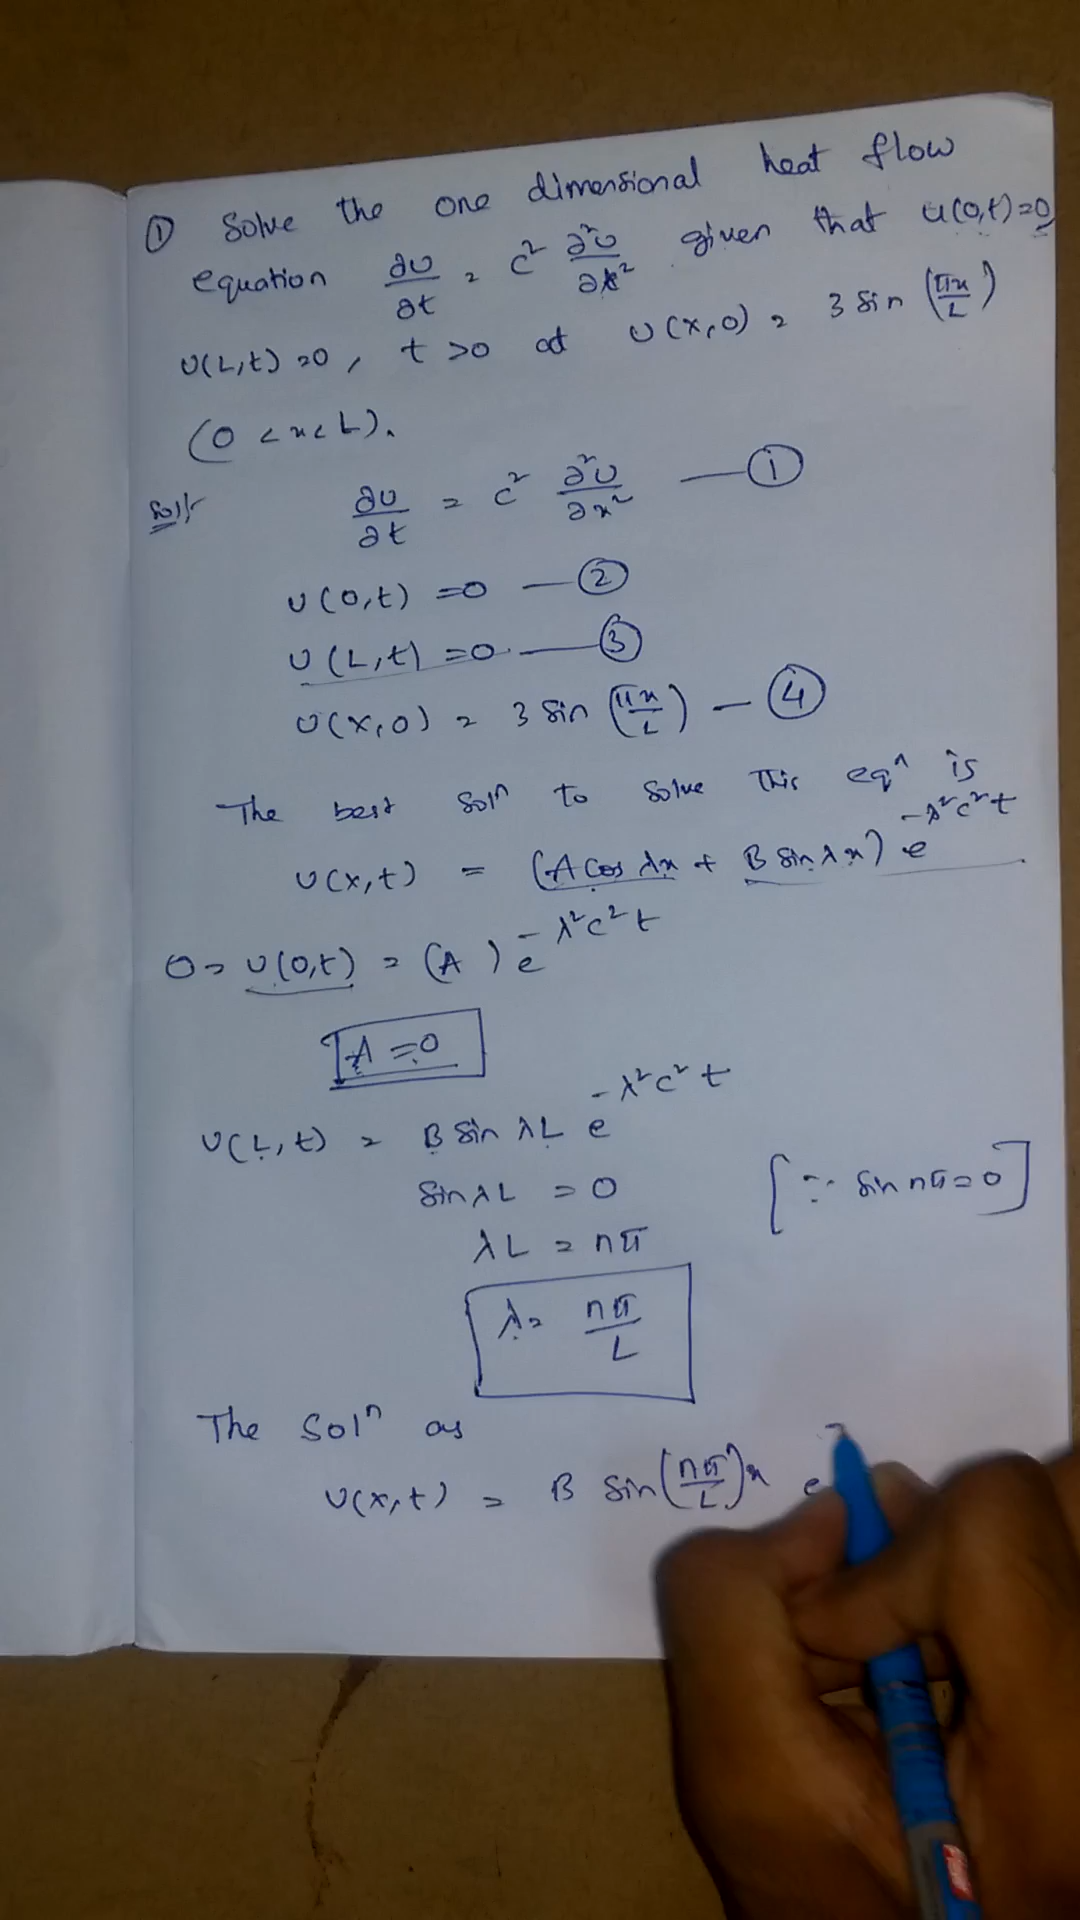 ① Solve the one dimensional heat flow
equation ∂u/∂t = c² ∂²u/∂x² given that u(0,t)=0
u(L,t)=0, t>0 at u(x,0) = 3 sin (πx/L)
(0 <x< L).
Sol:- ∂u/∂t = c² ∂²u/∂x² — ①
u(0,t) =0 — ②
u(L,t) =0 — ③
u(x,0) = 3 sin (πx/L) — ④
The best solⁿ to solve This eqⁿ is
u(x,t) = (A cos λx + B sin λx) e^-λ²c²t
0= u(0,t) = (A ) e^-λ²c²t
A =0
u(L,t) = B sin λL e^-λ²c²t
sin λL = 0 [∵ sin nπ=0]
λL = nπ
λ= nπ/L
The Solⁿ as
u(x,t) = B sin(nπ/L)x e